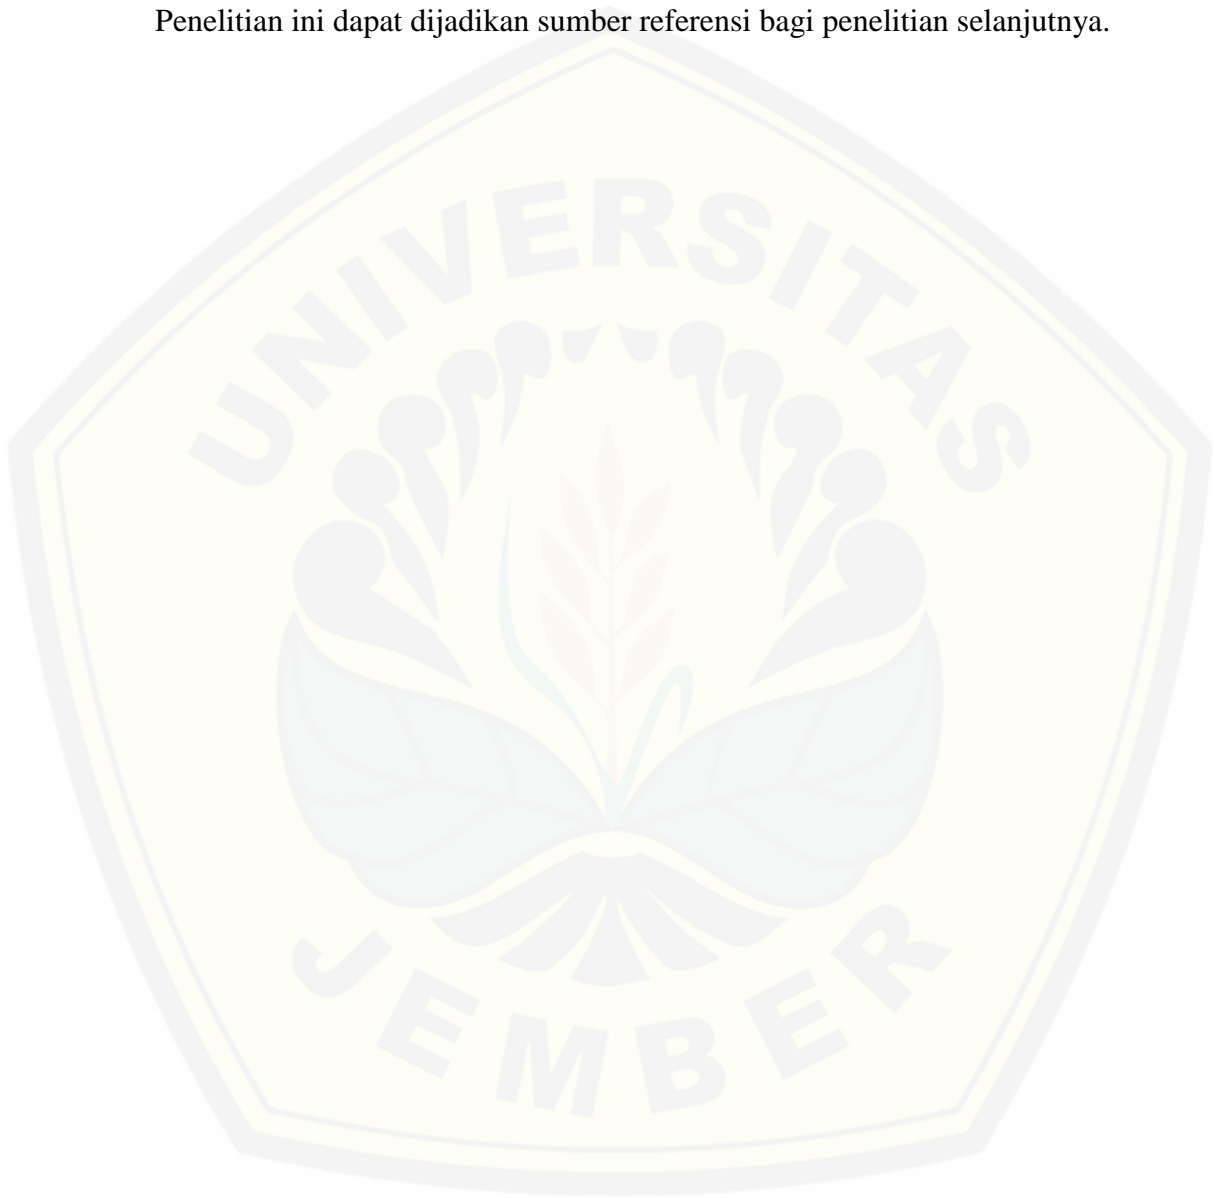 Penelitian ini dapat dijadikan sumber referensi bagi penelitian selanjutnya.
UNIVERSITAS
JEMBER